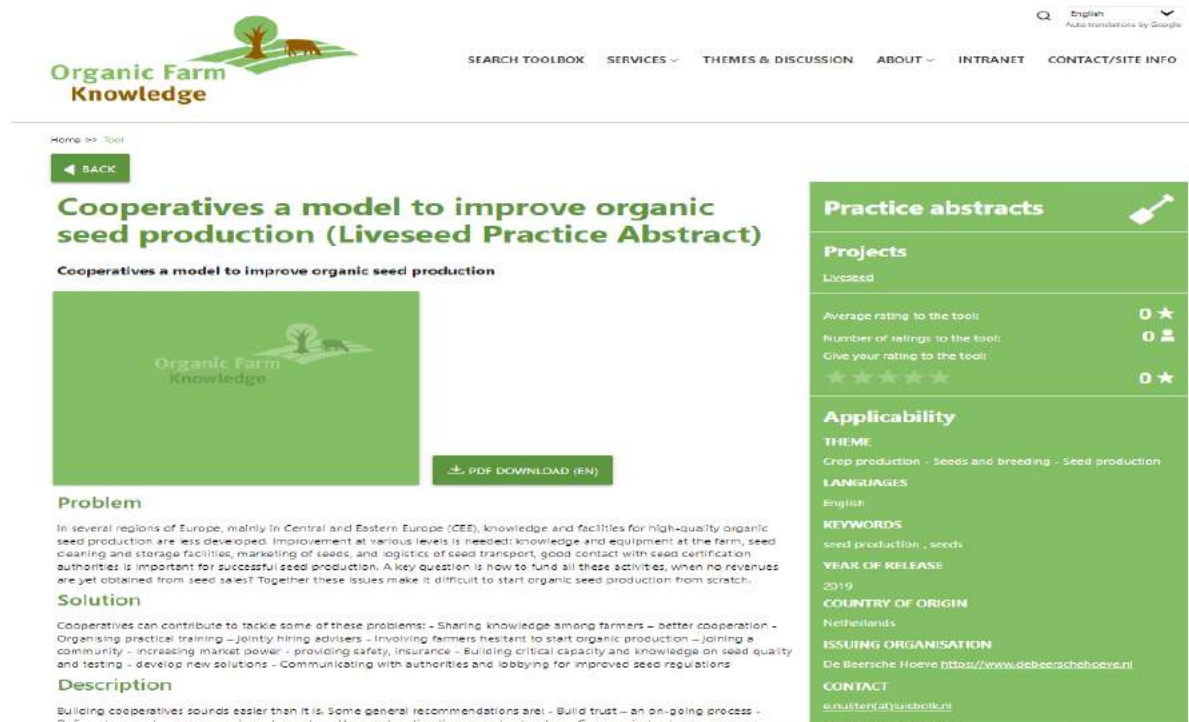 English
Auto translations by Google
Organic Farm
Knowledge
SEARCH TOOLBOX SERVICES THEMES & DISCUSSION ABOUT INTRANET CONTACT/SITE INFO
Home >> Tool
BACK
Cooperatives a model to improve organic
seed production (Liveseed Practice Abstract)
Cooperatives a model to improve organic seed production
Organic Farm
Knowledge
PDF DOWNLOAD (EN)
Problem
In several regions of Europe, mainly in Central and Eastern Europe (CEE), knowledge and facilities for high-quality organic
seed production are less developed. Improvement at various levels is needed: knowledge and equipment at the farm, seed
cleaning and storage facilities, marketing of seeds, and logistics of seed transport, good contact with seed certification
authorities is important for successful seed production. A key question is how to fund all these activities, when no revenues
are yet obtained from seed sales? Together these issues make it difficult to start organic seed production from scratch.
Solution
Cooperatives can contribute to tackle some of these problems: - Sharing knowledge among farmers – better cooperation -
Organising practical training – jointly hiring advisers - Involving farmers hesitant to start organic production – joining a
community - increasing market power - providing safety, insurance - Building critical capacity and knowledge on seed quality
and testing - develop new solutions - Communicating with authorities and lobbying for improved seed regulations
Description
Building cooperatives sounds easier than it is. Some general recommendations are: - Build trust – an on-going process -
Practice abstracts
Projects
Liveseed
Average rating to the tool: 0
Number of ratings to the tool: 0
Give your rating to the tool:
0
Applicability
THEME
Crop production - Seeds and breeding - Seed production
LANGUAGES
English
KEYWORDS
seed production , seeds
YEAR OF RELEASE
2019
COUNTRY OF ORIGIN
Netherlands
ISSUING ORGANISATION
De Beersche Hoeve https://www.debeerschehoeve.nl
CONTACT